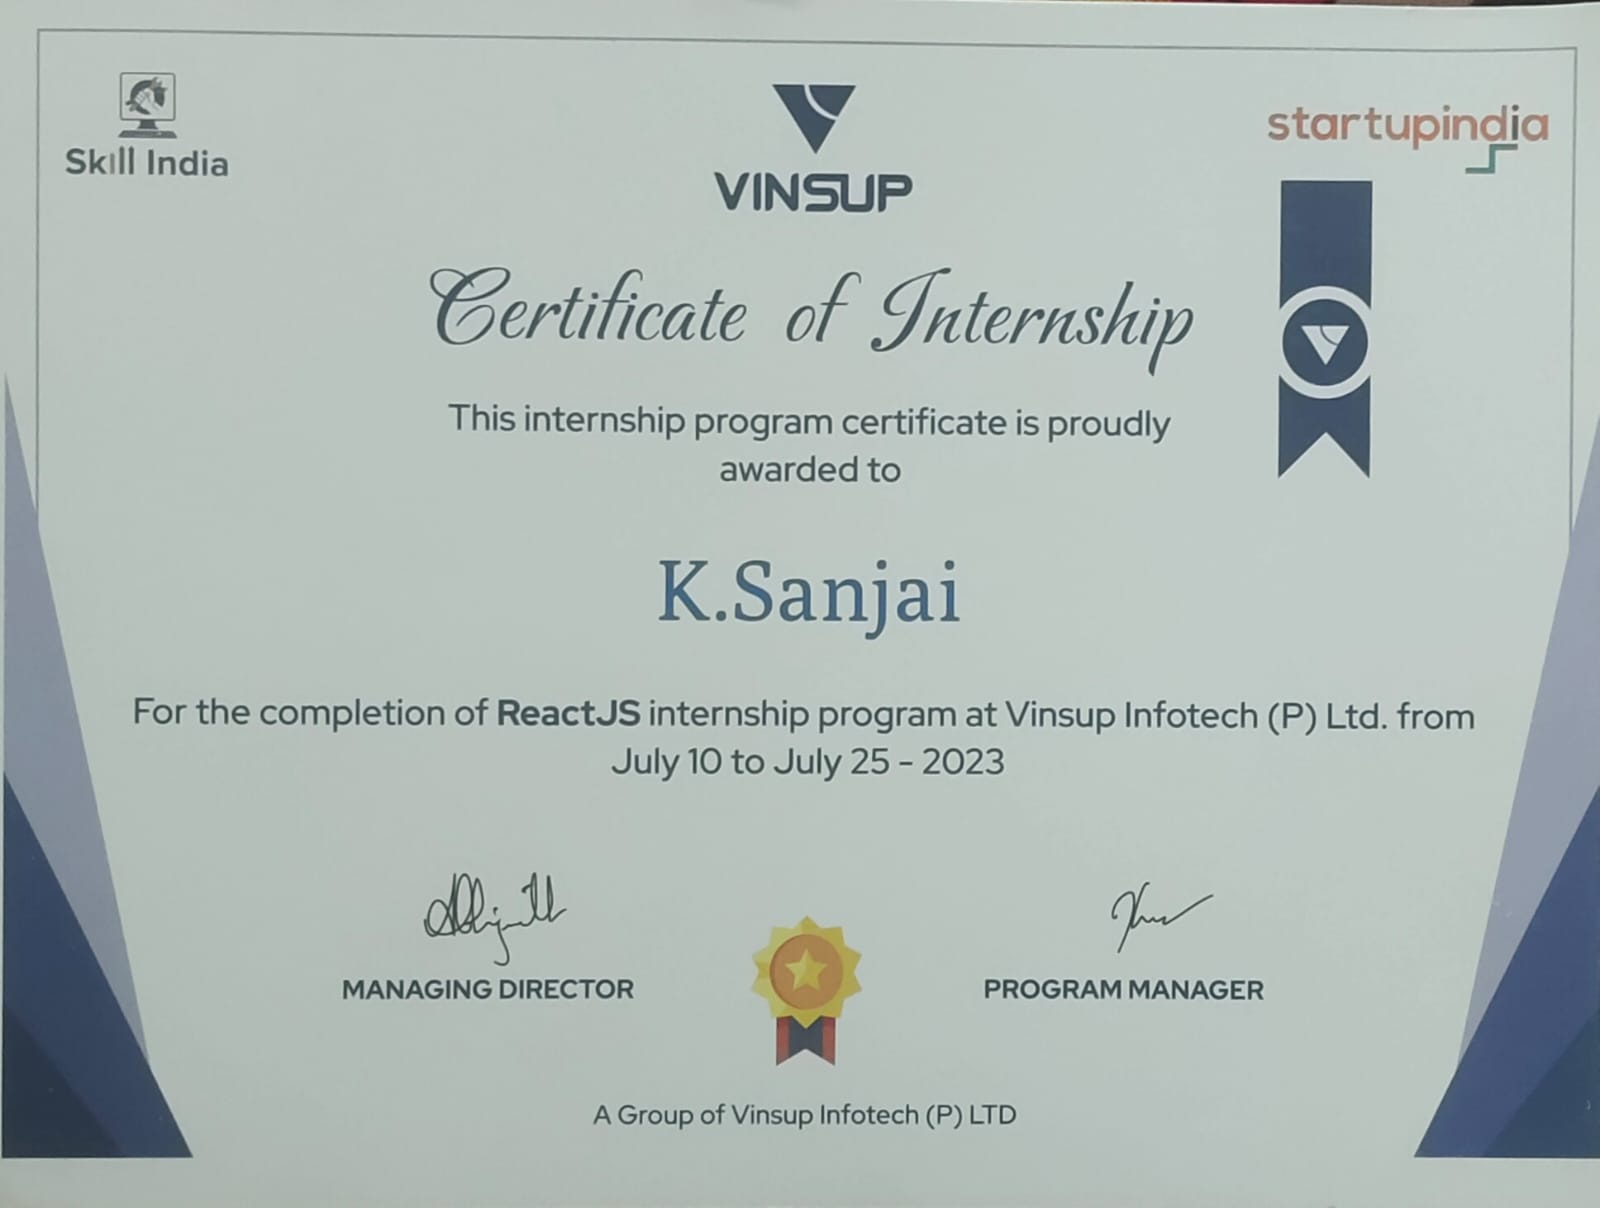 Skill India
VINSUP
startupindia
Certificate of Internship
This internship program certificate is proudly
awarded to
K.Sanjai
For the completion of ReactJS internship program at Vinsup Infotech (P) Ltd. from
July 10 to July 25 - 2023
MANAGING DIRECTOR
PROGRAM MANAGER
A Group of Vinsup Infotech (P) LTD